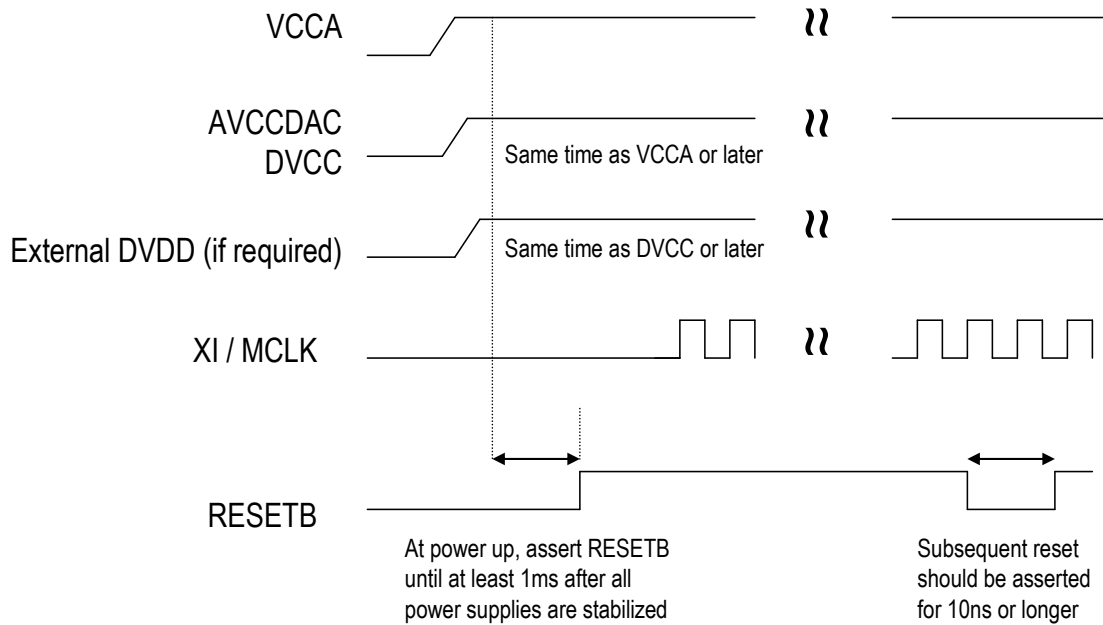 VCCA
AVCCDAC
DVCC
Same time as VCCA or later
External DVDD (if required)
Same time as DVCC or later
XI / MCLK
RESETB
At power up, assert RESETB
until at least 1ms after all
power supplies are stabilized
Subsequent reset
should be asserted
for 10ns or longer